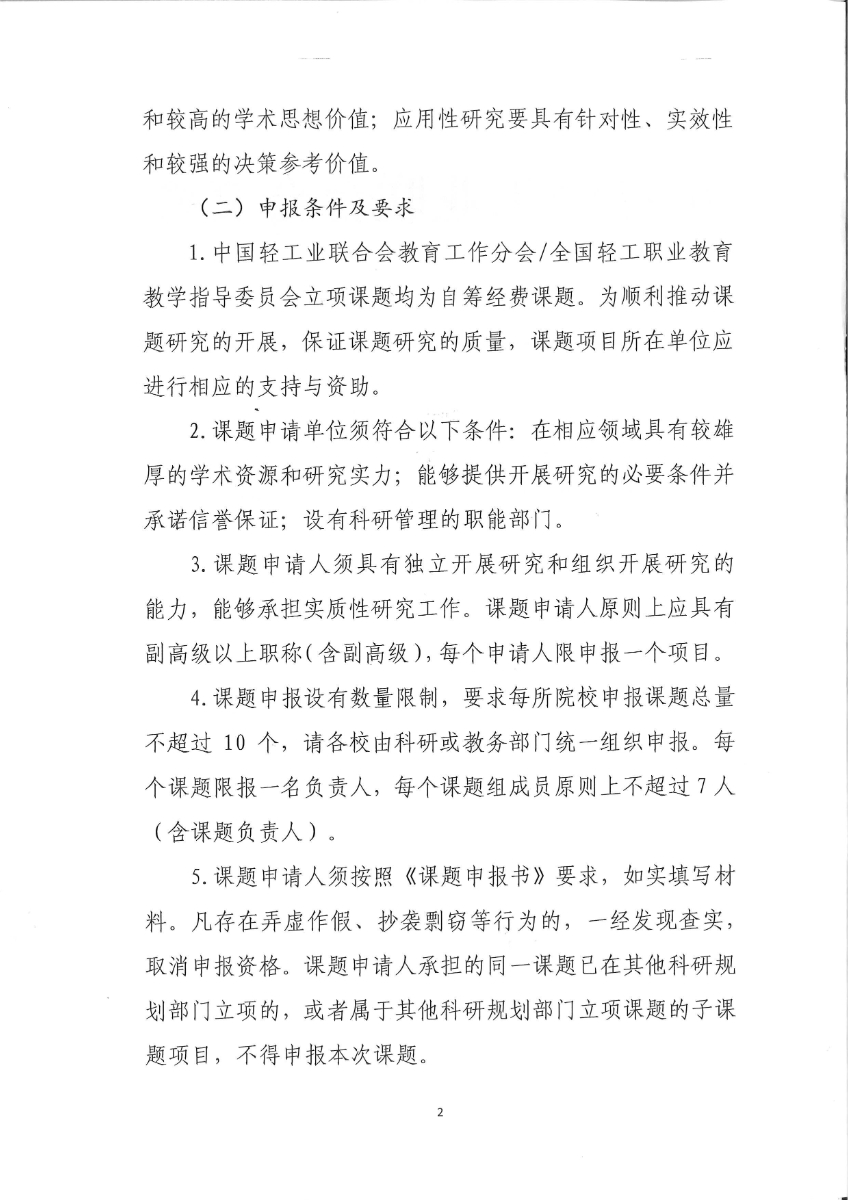 和较高的学术思想价值；应用性研究要具有针对性、实效性
和较强的决策参考价值。
（二）申报条件及要求
1.中国轻工业联合会教育工作分会/全国轻工职业教育
教学指导委员会立项课题均为自筹经费课题。为顺利推动课
题研究的开展，保证课题研究的质量，课题项目所在单位应
进行相应的支持与资助。
2.课题申请单位须符合以下条件：在相应领域具有较雄
厚的学术资源和研究实力；能够提供开展研究的必要条件并
承诺信誉保证；设有科研管理的职能部门。
3.课题申请人须具有独立开展研究和组织开展研究的
能力，能够承担实质性研究工作。课题申请人原则上应具有
副高级以上职称(含副高级)，每个申请人限申报一个项目。
4.课题申报设有数量限制，要求每所院校申报课题总量
不超过 10 个，请各校由科研或教务部门统一组织申报。每
个课题限报一名负责人，每个课题组成员原则上不超过 7 人
（含课题负责人）。
5.课题申请人须按照《课题申报书》要求，如实填写材
料。凡存在弄虚作假、抄袭剽窃等行为的，一经发现查实，
取消申报资格。课题申请人承担的同一课题已在其他科研规
划部门立项的，或者属于其他科研规划部门立项课题的子课
题项目，不得申报本次课题。
2